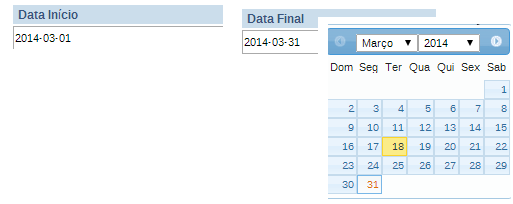 Data Início
2014-03-01
Data Final
2014-03-31
Março 2014
Dom Seg Ter Qua Qui Sex Sab
1
2 3 4 5 6 7 8
9 10 11 12 13 14 15
16 17 18 19 20 21 22
23 24 25 26 27 28 29
30 31